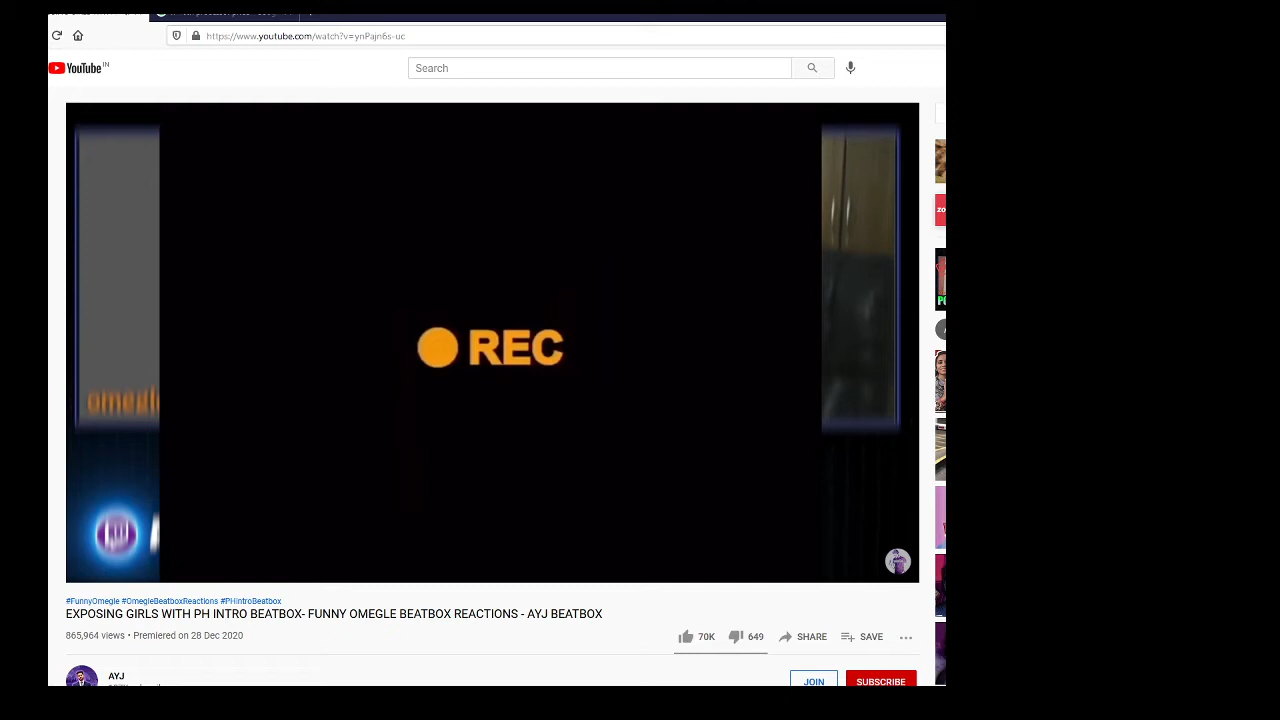 https://www.youtube.com/watch?v=ynPajn6s-uc
YouTube IN
Search
omegle
REC
#FunnyOmegle #OmegleBeatboxReactions #PHIntroBeatbox
EXPOSING GIRLS WITH PH INTRO BEATBOX- FUNNY OMEGLE BEATBOX REACTIONS - AYJ BEATBOX
865,964 views • Premiered on 28 Dec 2020
70K 649 SHARE SAVE
AYJ
JOIN SUBSCRIBE